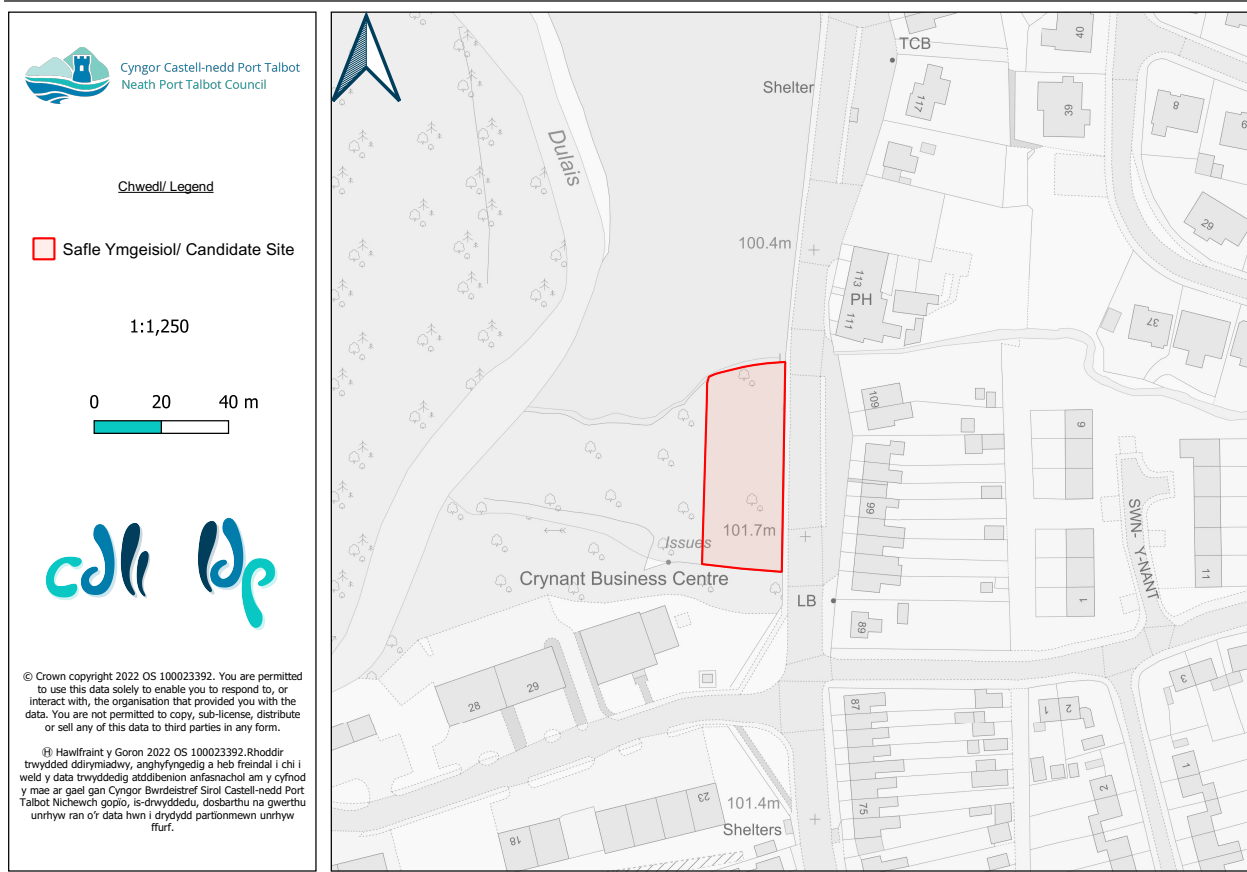 Cyngor Castell-nedd Port Talbot
Neath Port Talbot Council
Chwedl/ Legend
Safle Ymgeisiol/ Candidate Site
1:1,250
0 20 40 m
cdll ldp
© Crown copyright 2022 OS 100023392. You are permitted
to use this data solely to enable you to respond to, or
interact with, the organisation that provided you with the
data. You are not permitted to copy, sub-license, distribute
or sell any of this data to third parties in any form.
Ⓗ Hawlfraint y Goron 2022 OS 100023392.Rhoddir
trwydded ddirymiadwy, anghyfyngedig a heb freindal i chi i
weld y data trwyddedig atddibenion anfasnachol am y cyfnod
y mae ar gael gan Cyngor Bwrdeistref Sirol Castell-nedd Port
Talbot Nichewch gopïo, is-drwyddedu, dosbarthu na gwerthu
unrhyw ran o'r data hwn i drydydd partïonmewn unrhyw
ffurf.
TCB
40
Shelter
117
39
8
Dulais
29
100.4m
113
PH
111
37
109
9
99
101.7m
Issues
SWN-Y-NANT
11
Crynant Business Centre
LB
1
89
29
28
3
87
1
2
1
2
23
101.4m
75
Shelters
18